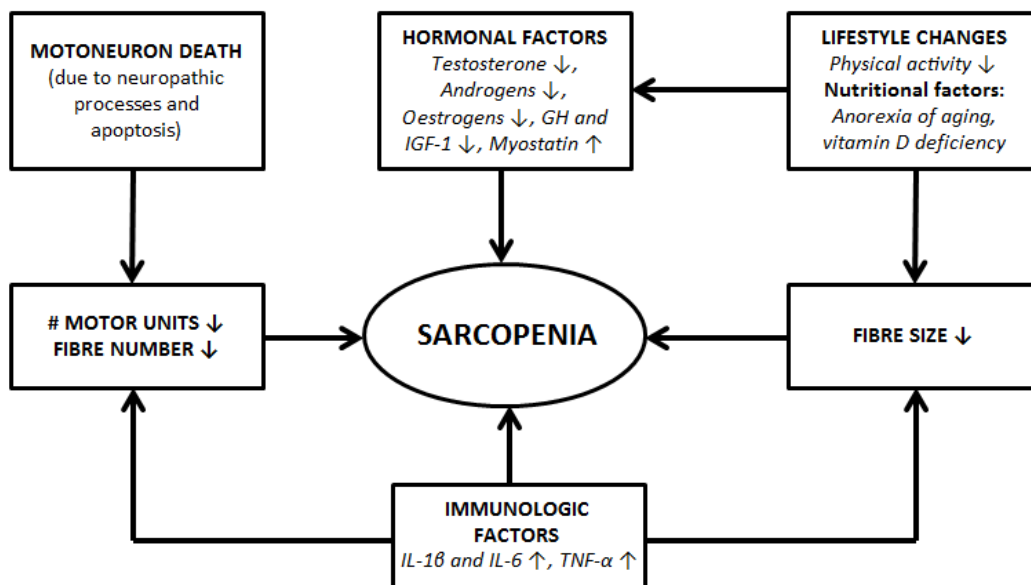 MOTONEURON DEATH
(due to neuropathic
processes and
apoptosis)
HORMONAL FACTORS
Testosterone ↓,
Androgens ↓,
Oestrogens ↓, GH and
IGF-1 ↓, Myostatin ↑
LIFESTYLE CHANGES
Physical activity ↓
Nutritional factors:
Anorexia of aging,
vitamin D deficiency
# MOTOR UNITS ↓
FIBRE NUMBER ↓
SARCOPENIA
FIBRE SIZE ↓
IMMUNOLOGIC
FACTORS
IL-1β and IL-6 ↑, TNF-α ↑